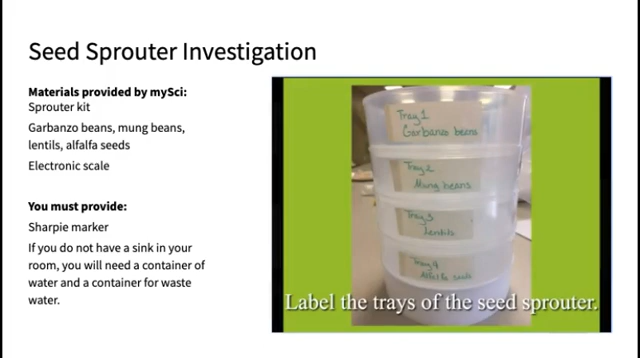 Seed Sprouter Investigation
Materials provided by mySci:
Sprouter kit
Garbanzo beans, mung beans,
lentils, alfalfa seeds
Electronic scale
You must provide:
Sharpie marker
If you do not have a sink in your
room, you will need a container of
water and a container for waste
water.
Tray 1
Garbanzo beans
Tray 2
Mung beans
Tray 3
lentils
Tray 4
Alfalfa seeds
Label the trays of the seed sprouter.